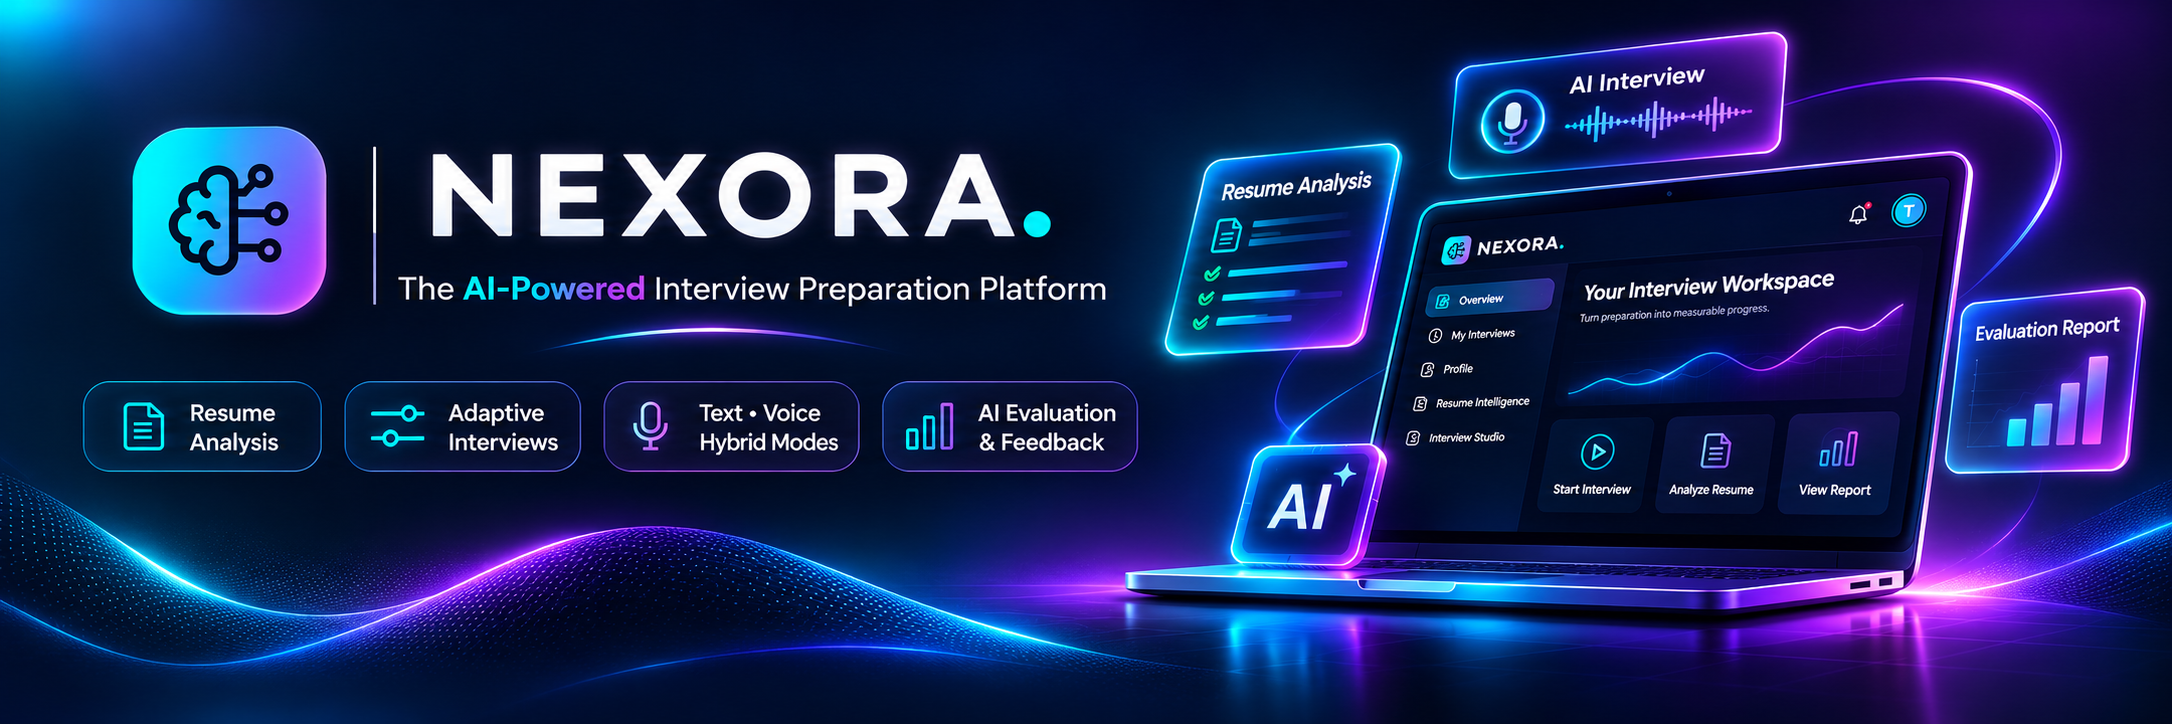 NEXORA.
The AI-Powered Interview Preparation Platform
Resume
Analysis
Adaptive
Interviews
Text • Voice
Hybrid Modes
AI Evaluation
& Feedback
Resume Analysis
AI Interview
NEXORA.
T
Overview
My Interviews
Profile
Resume Intelligence
Interview Studio
Your Interview Workspace
Turn preparation into measurable progress.
Start Interview
Analyze Resume
View Report
Evaluation Report
AI